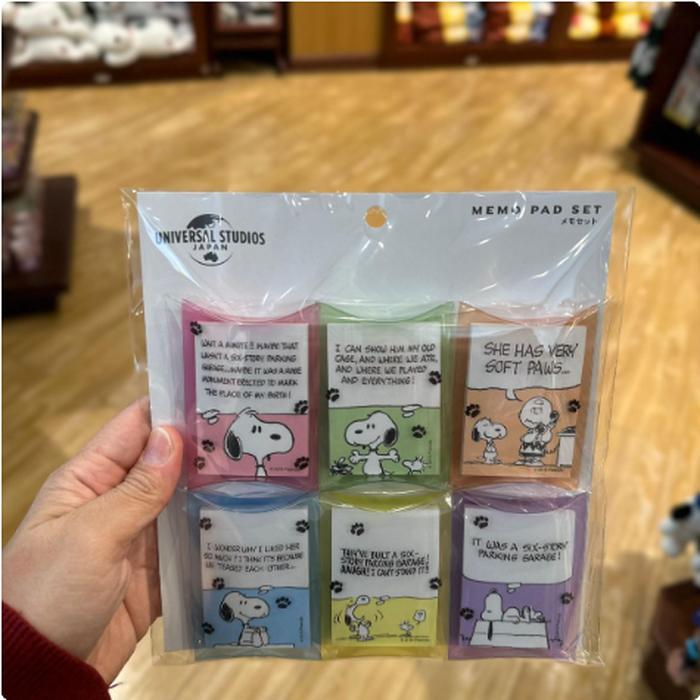 UNIVERSAL STUDIOS
JAPAN
MEMO PAD SET
メモセット
WAIT A MINUTE!! MAYBE THAT
WASN'T A SIX-STORY PARKING
GARAGE...MAYBE IT WAS A
MONUMENT ERECTED TO MARK
THE PLACE OF MY BIRTH!
I CAN SHOW HIM MY OLD
CAGE, AND WHERE WE ATE,
AND WHERE WE PLAYED
AND EVERYTHING!
SHE HAS VERY
SOFT PAWS...
I WONDER WHY I LIKED HER
SO MUCH? I THINK IT'S BECAUSE
WE TEASED EACH OTHER...
THEY'VE BUILT A SIX-
STORY PARKING GARAGE!
AAUGH! I CAN'T STAND IT!!
IT WAS A SIX-STORY
PARKING GARAGE!